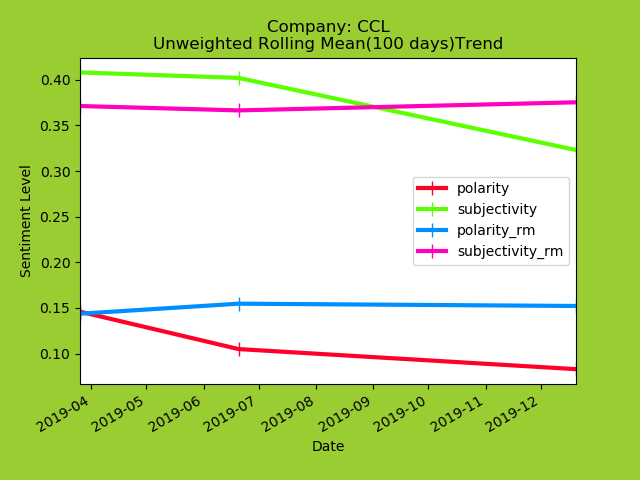 Company: CCL
Unweighted Rolling Mean(100 days)Trend
Sentiment Level
0.40
0.35
0.30
0.25
0.20
0.15
0.10
polarity
subjectivity
polarity_rm
subjectivity_rm
2019-04
2019-05
2019-06
2019-07
2019-08
2019-09
2019-10
2019-11
2019-12
Date